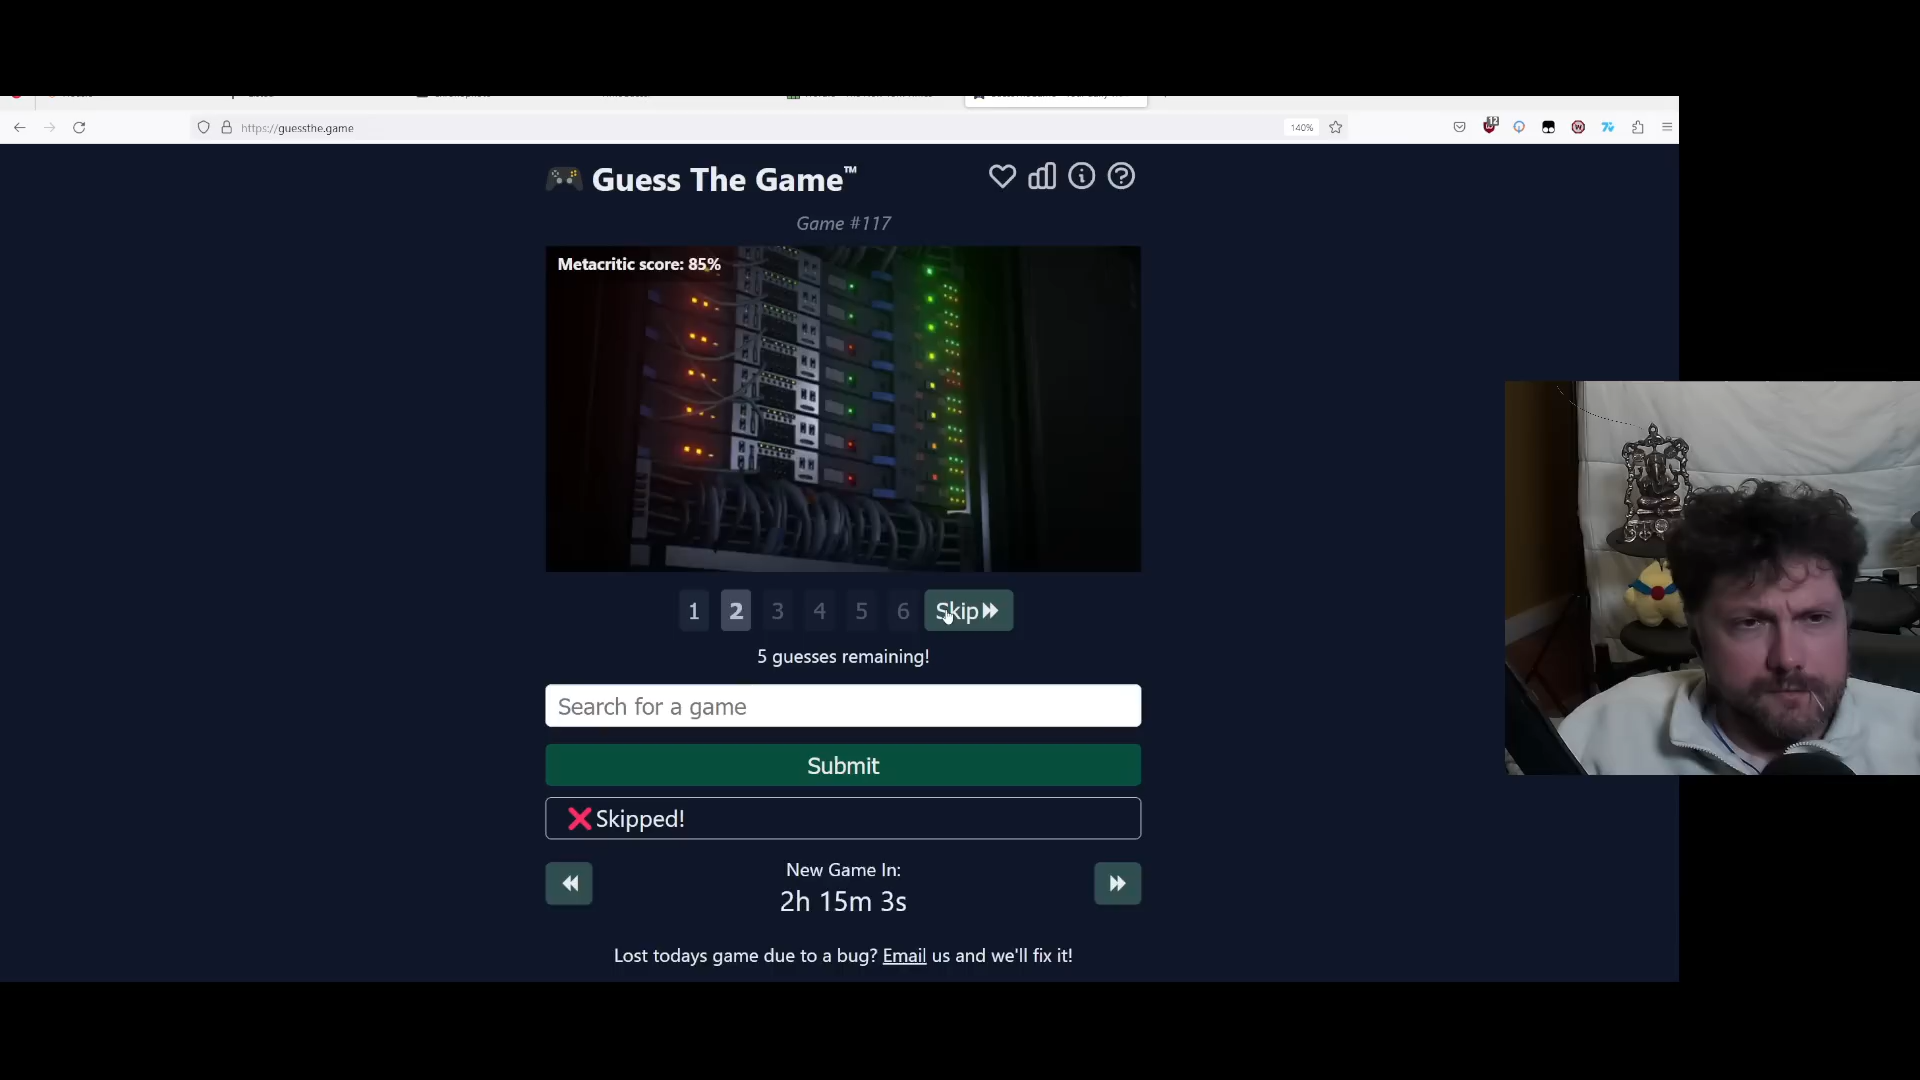 https://guessthe.game
140%
12
Guess The Game™
Game #117
Metacritic score: 85%
1 2 3 4 5 6 Skip
5 guesses remaining!
Search for a game
Submit
Skipped!
New Game In:
2h 15m 3s
Lost todays game due to a bug? Email us and we'll fix it!